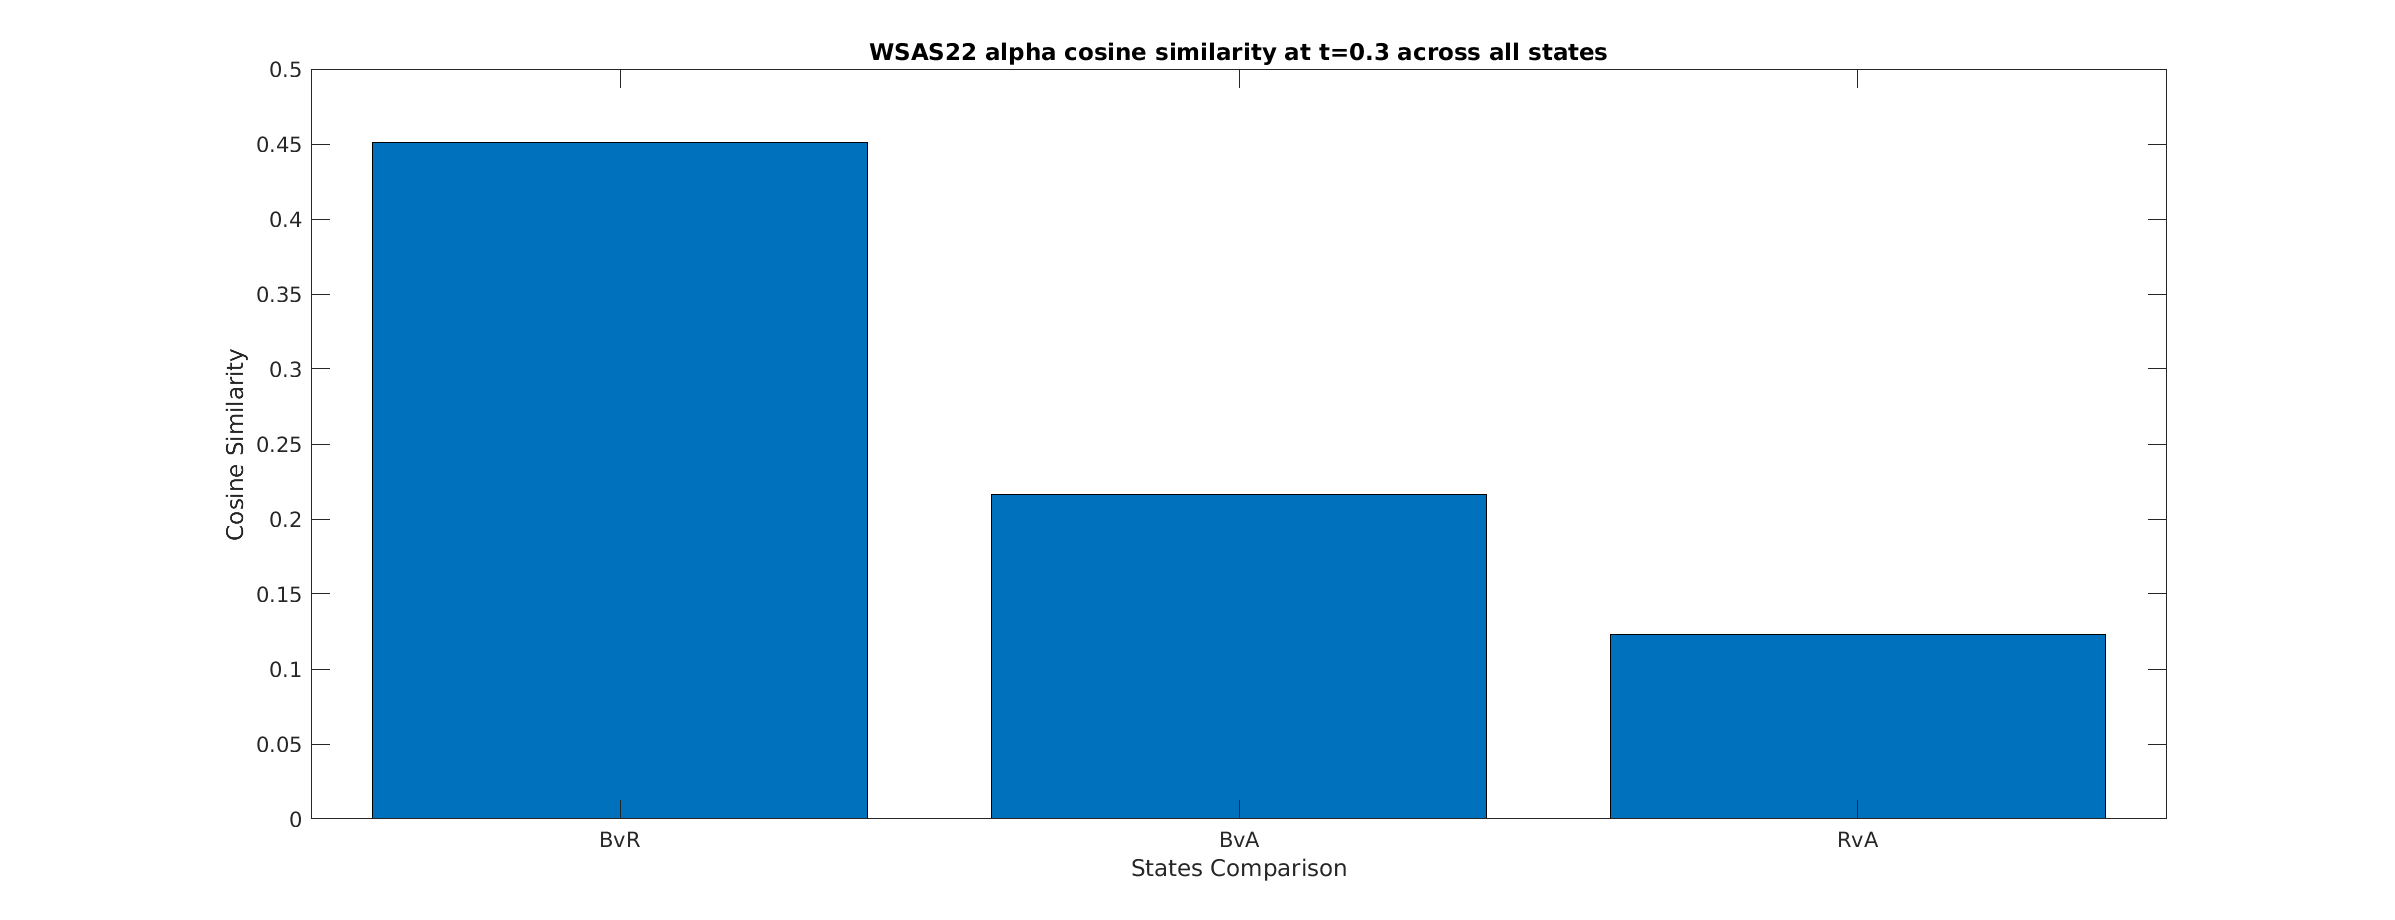 WSAS22 alpha cosine similarity at t=0.3 across all states
0.5
0.45
0.4
0.35
0.3
0.25
0.2
0.15
0.1
0.05
0
Cosine Similarity
BvR BvA RvA
States Comparison